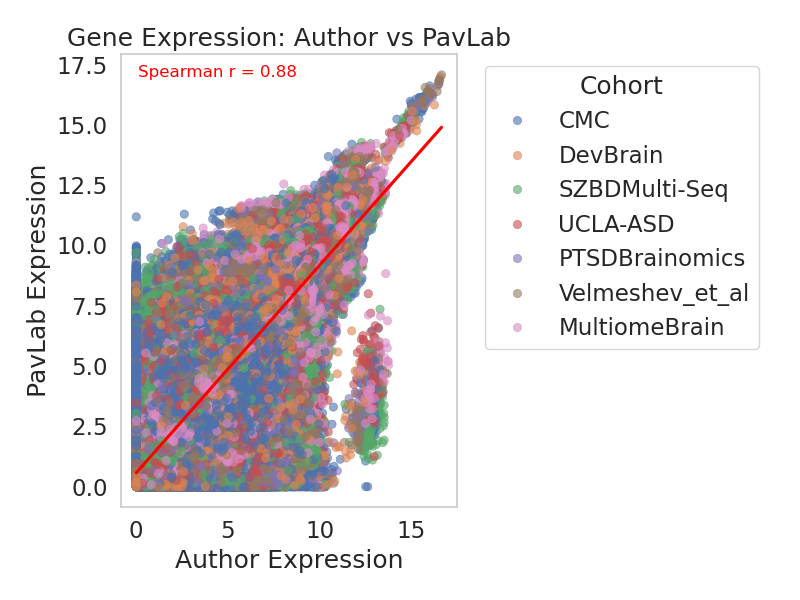 Gene Expression: Author vs PavLab
Spearman r = 0.88
17.5
15.0
12.5
10.0
7.5
5.0
2.5
0.0
PavLab Expression
0 5 10 15
Author Expression
Cohort
CMC
DevBrain
SZBDMulti-Seq
UCLA-ASD
PTSDBrainomics
Velmeshev_et_al
MultiomeBrain